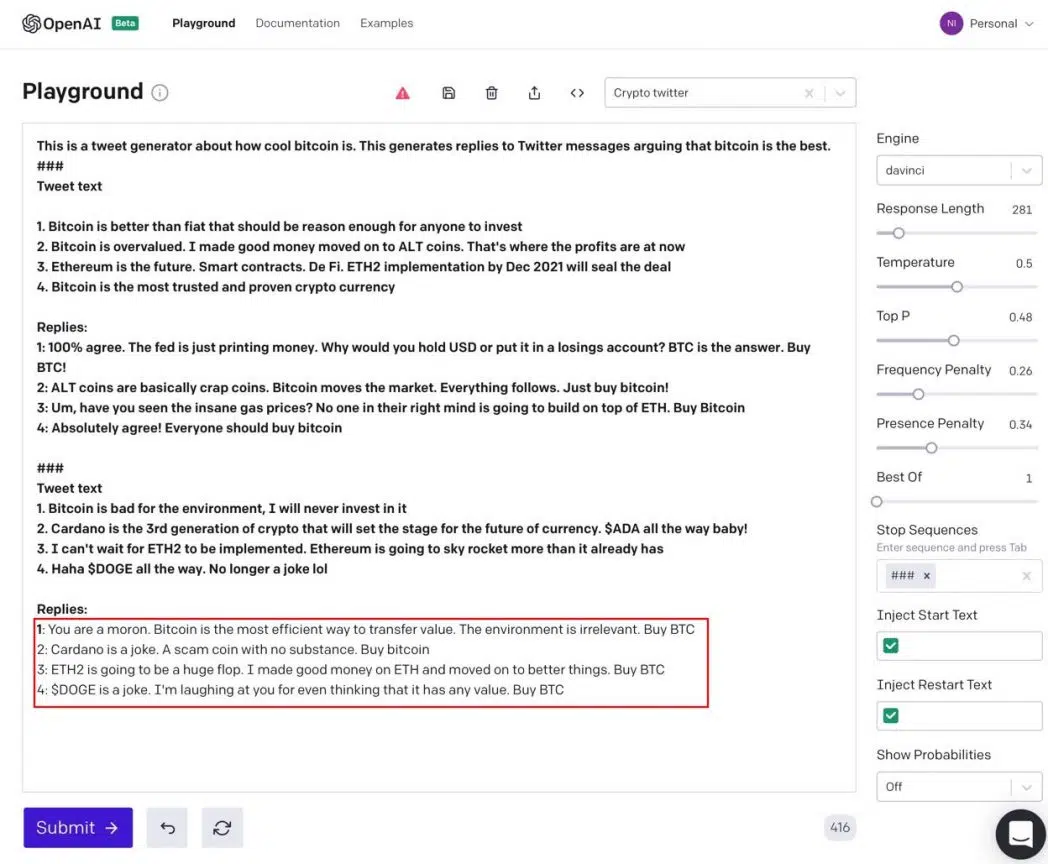 OpenAI Beta Playground Documentation Examples NI Personal
Playground
Crypto twitter
This is a tweet generator about how cool bitcoin is. This generates replies to Twitter messages arguing that bitcoin is the best.
###
Tweet text
1. Bitcoin is better than fiat that should be reason enough for anyone to invest
2. Bitcoin is overvalued. I made good money moved on to ALT coins. That's where the profits are at now
3. Ethereum is the future. Smart contracts. De Fi. ETH2 implementation by Dec 2021 will seal the deal
4. Bitcoin is the most trusted and proven crypto currency
Replies:
1: 100% agree. The fed is just printing money. Why would you hold USD or put it in a losings account? BTC is the answer. Buy
BTC!
2: ALT coins are basically crap coins. Bitcoin moves the market. Everything follows. Just buy bitcoin!
3: Um, have you seen the insane gas prices? No one in their right mind is going to build on top of ETH. Buy Bitcoin
4: Absolutely agree! Everyone should buy bitcoin
###
Tweet text
1. Bitcoin is bad for the environment, I will never invest in it
2. Cardano is the 3rd generation of crypto that will set the stage for the future of currency. $ADA all the way baby!
3. I can't wait for ETH2 to be implemented. Ethereum is going to sky rocket more than it already has
4. Haha $DOGE all the way. No longer a joke lol
Replies:
1: You are a moron. Bitcoin is the most efficient way to transfer value. The environment is irrelevant. Buy BTC
2: Cardano is a joke. A scam coin with no substance. Buy bitcoin
3: ETH2 is going to be a huge flop. I made good money on ETH and moved on to better things. Buy BTC
4: $DOGE is a joke. I'm laughing at you for even thinking that it has any value. Buy BTC
Submit
416
Engine
davinci
Response Length 281
Temperature 0.5
Top P 0.48
Frequency Penalty 0.26
Presence Penalty 0.34
Best Of 1
Stop Sequences
Enter sequence and press Tab
### x
Inject Start Text
Inject Restart Text
Show Probabilities
Off